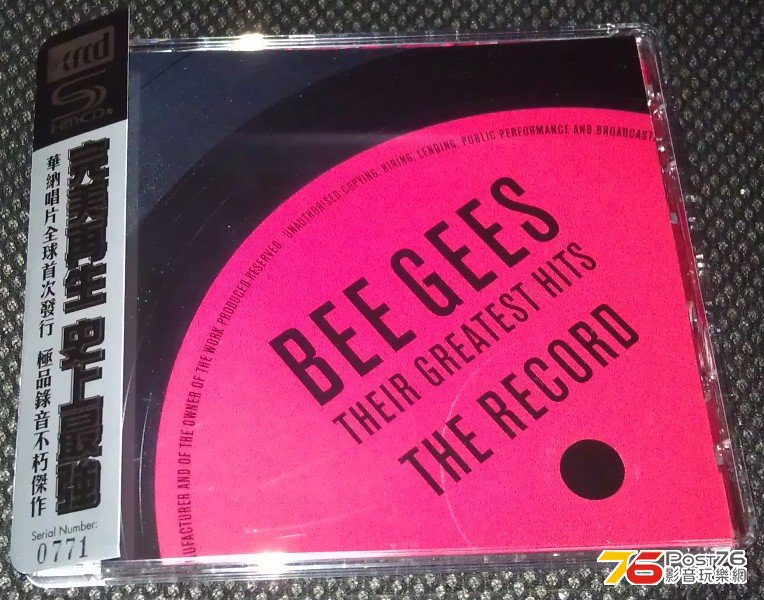 xrcd
SHM-CDs
完美再生 史上最強
華納唱片全球首次發行 極品錄音不朽傑作
Serial Number:
0771
UFACTURER AND OF THE OWNER OF THE WORK PRODUCED RESERVED. UNAUTHORISED COPYING, HIRING, LENDING, PUBLIC PERFORMANCE AND BROADCAST
BEE GEES
THEIR GREATEST HITS
THE RECORD
76 Post76
影音玩樂網